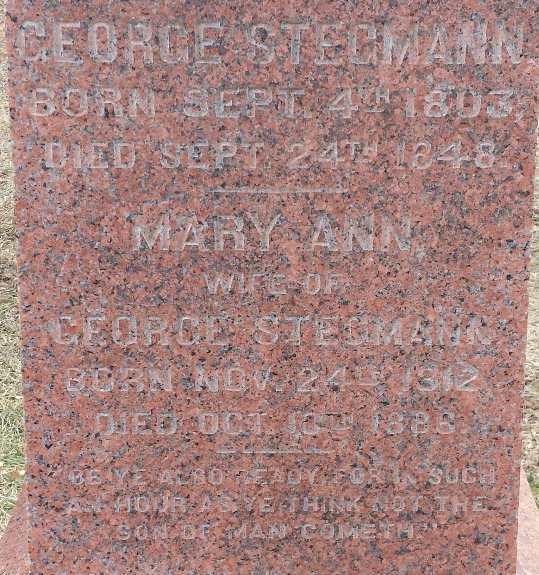 GEORGE STEGMANN
BORN SEPT. 4TH 1803,
DIED SEPT. 24TH 1848.
MARY ANN,
WIFE OF
GEORGE STEGMANN
BORN NOV. 24TH 1812
DIED OCT. 10TH 1886.
"BE YE ALSO READY, FOR IN SUCH
AN HOUR AS YE THINK NOT THE
SON OF MAN COMETH."